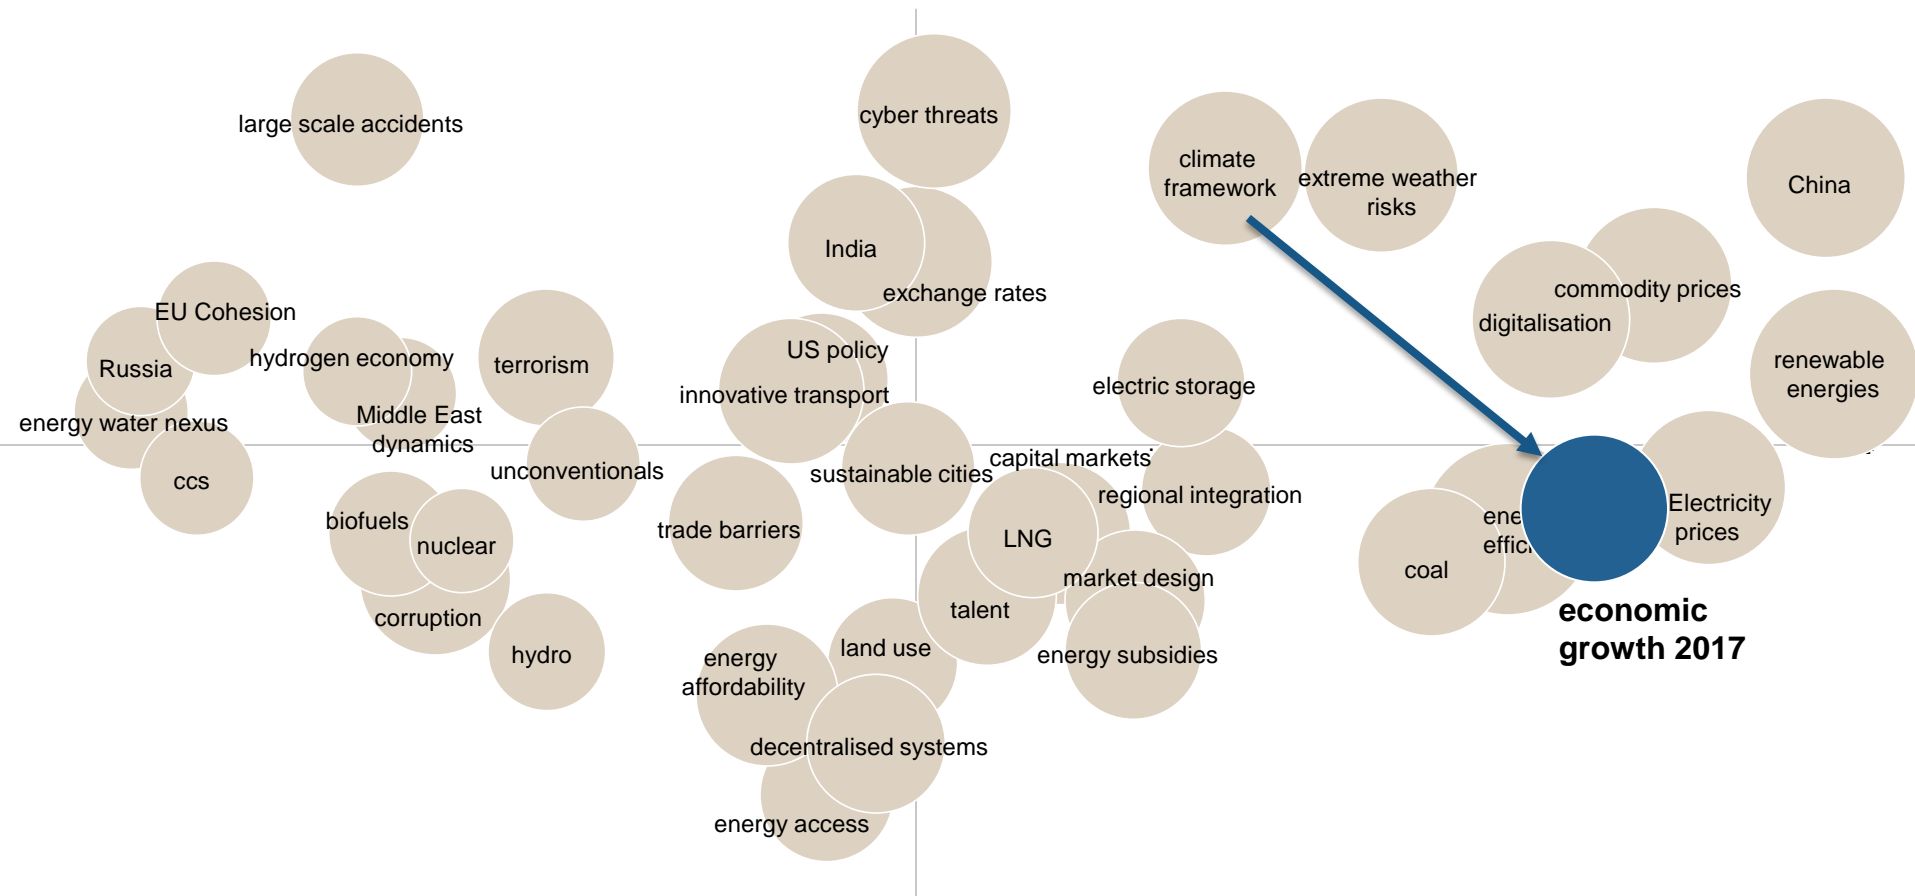 large scale accidents
cyber threats
climate
framework
extreme weather
risks
China
India
exchange rates
commodity prices
digitalisation
EU Cohesion
Russia
hydrogen economy
terrorism
US policy
innovative transport
electric storage
renewable
energies
energy water nexus
Middle East
dynamics
ccs
unconventionals
sustainable cities
capital markets
regional integration
biofuels
nuclear
trade barriers
LNG
ene
effici
Electricity
prices
coal
market design
corruption
talent
economic
growth 2017
hydro
energy
affordability
land use
energy subsidies
decentralised systems
energy access